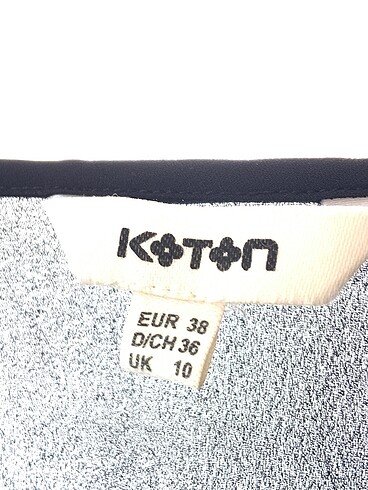 KOTON
EUR 38
D/CH 36
UK 10